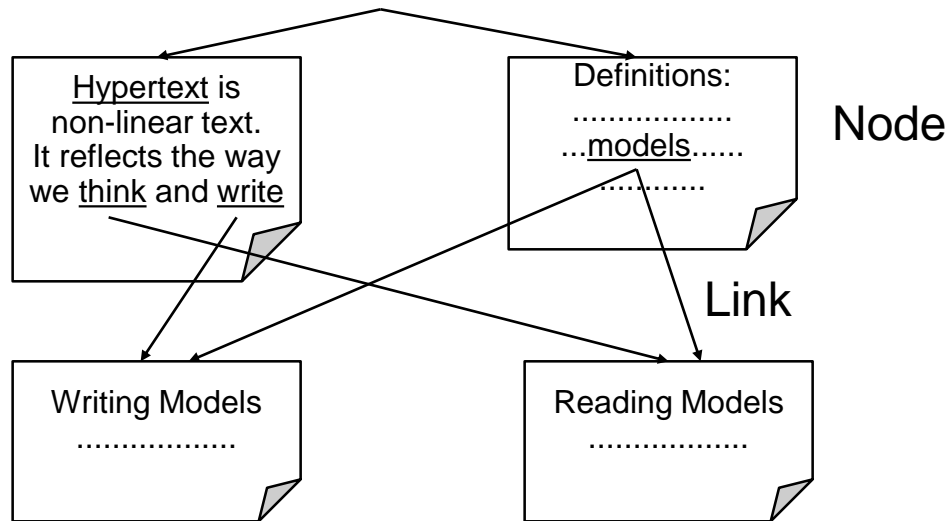 Hypertext is
non-linear text.
It reflects the way
we think and write
Definitions:
..................
...models......
............
Node
Link
Writing Models
..................
Reading Models
..................